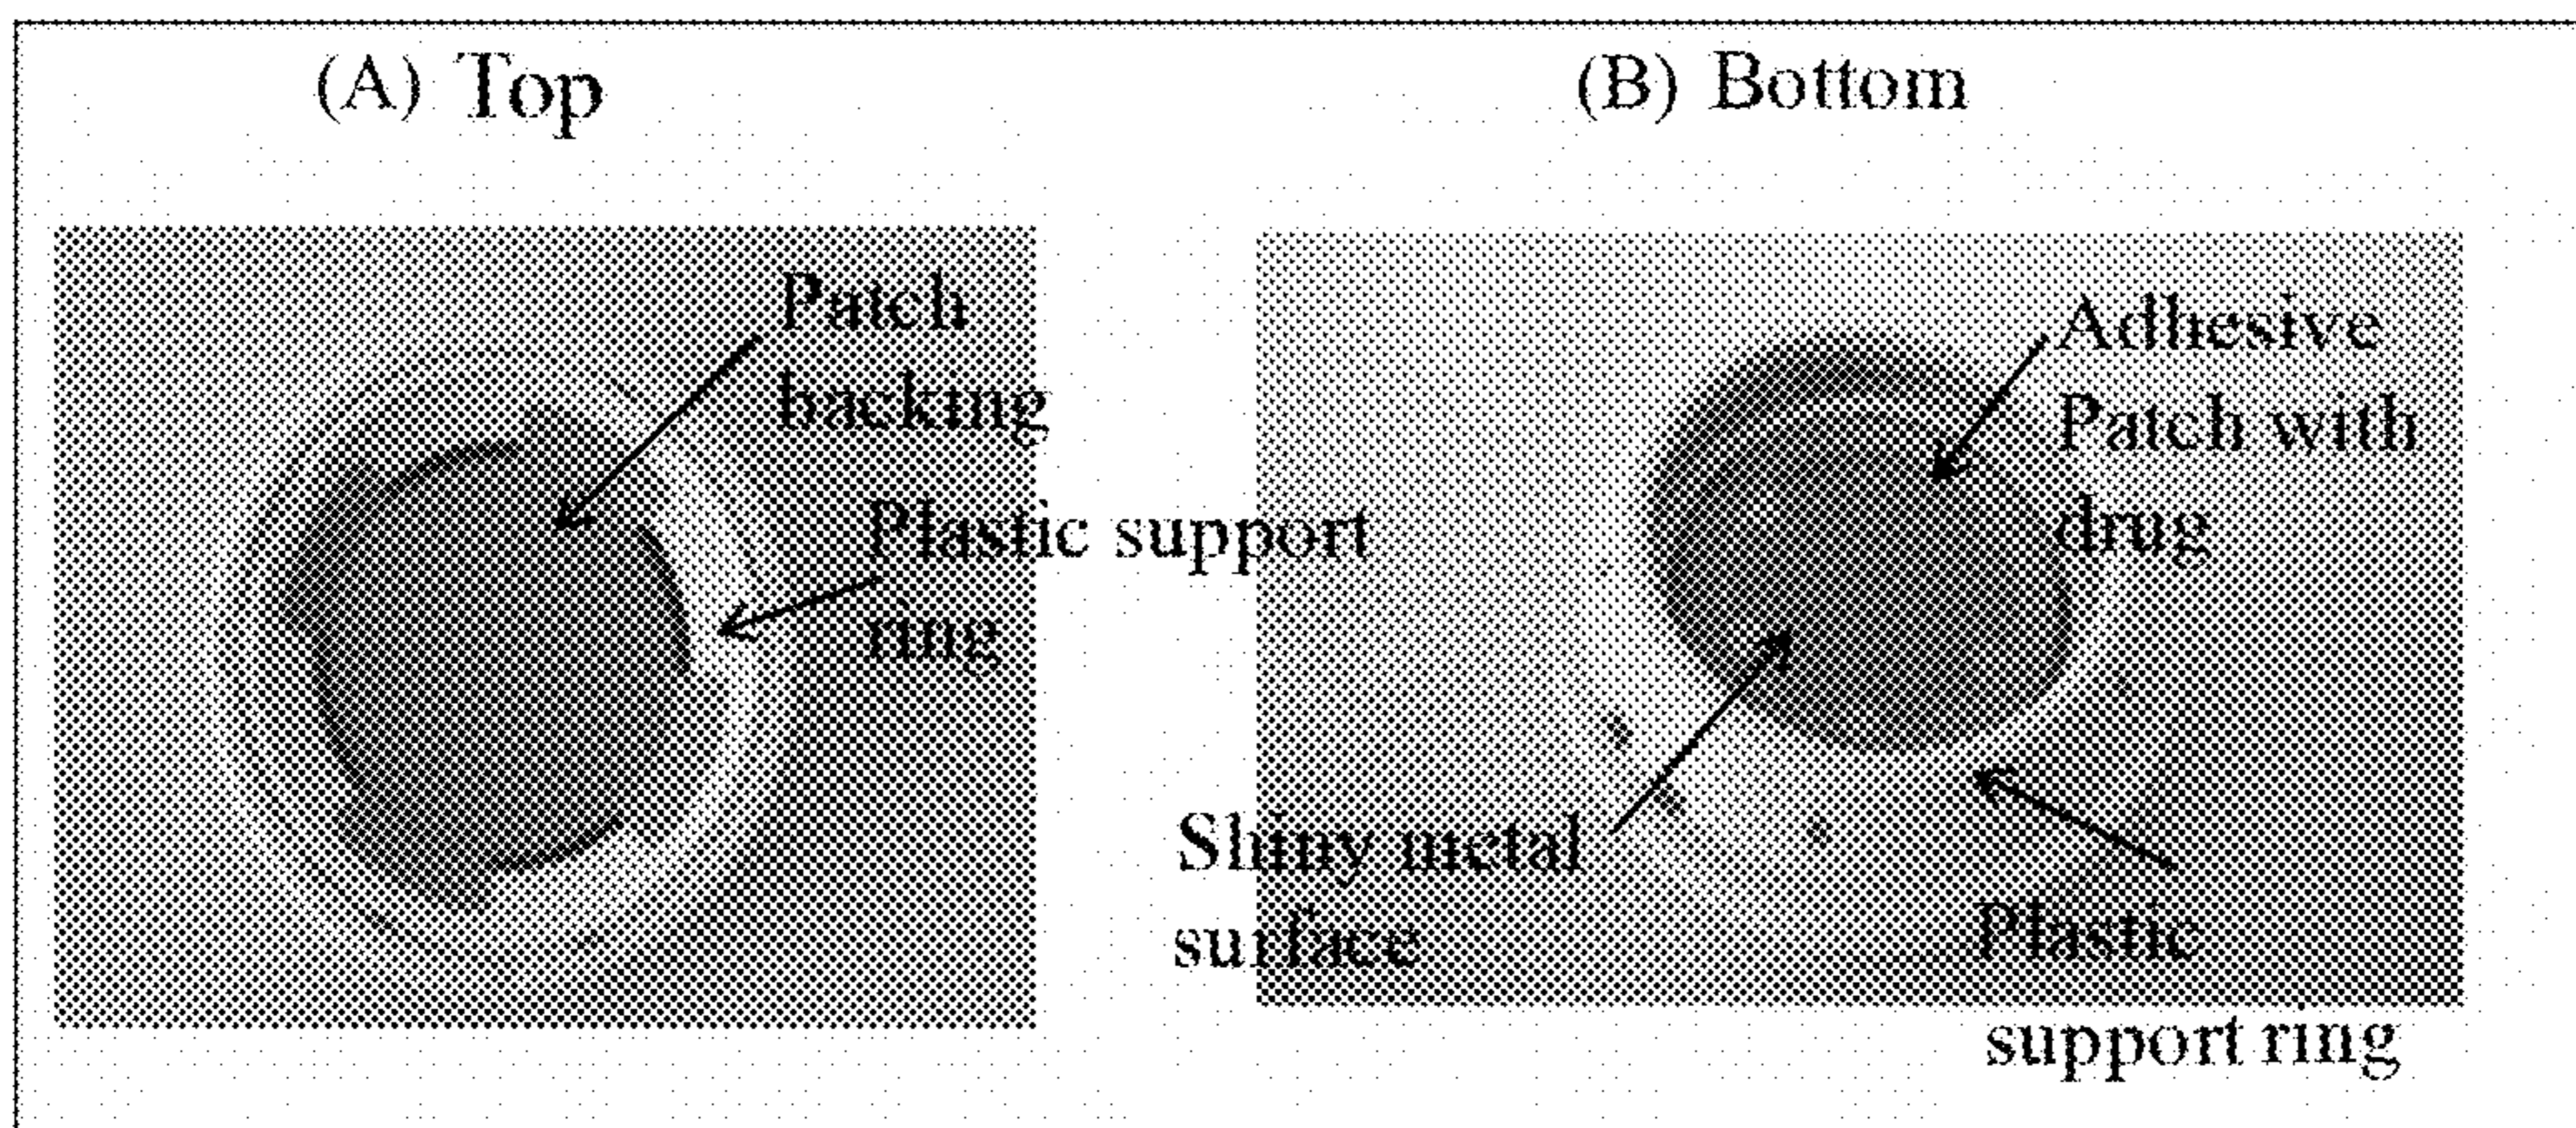 (A) Top
(B) Bottom
Patch
backing
Plastic support
ring
Adhesive
Patch with
drug
Shiny metal
surface
Plastic
support ring